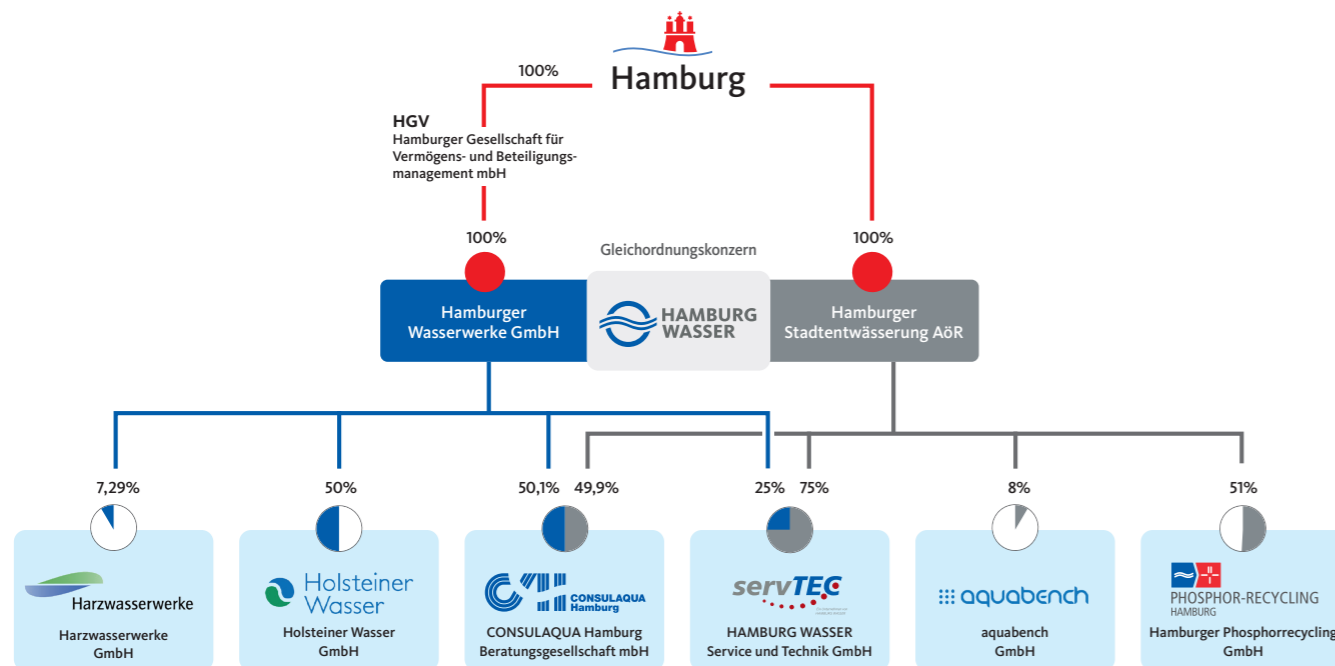 Hamburg
100%
HGV
Hamburger Gesellschaft für
Vermögens- und Beteiligungs-
management mbH
100%
100%
Gleichordnungskonzern
Hamburger
Wasserwerke GmbH
HAMBURG
WASSER
Hamburger
Stadtentwässerung AöR
7,29%
50%
50,1%
49,9%
25%
75%
8%
51%
Harzwasserwerke
Harzwasserwerke
GmbH
Holsteiner
Wasser
Holsteiner Wasser
GmbH
CONSULAQUA
Hamburg
CONSULAQUA Hamburg
Beratungsgesellschaft mbH
servTEC
HAMBURG WASSER
Service und Technik GmbH
aquabench
aquabench
GmbH
PHOSPHOR-RECYCLING
HAMBURG
Hamburger Phosphorrecycling
GmbH